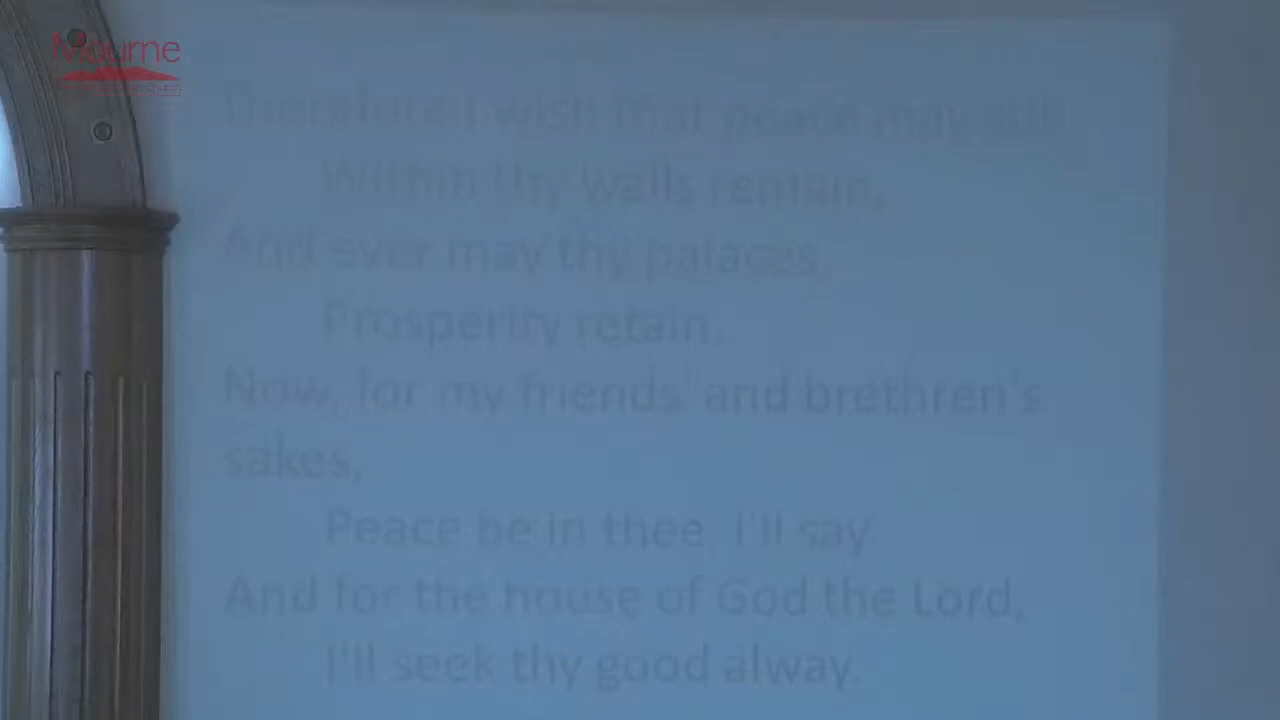 Mourne
Therefore I wish that peace may still
Within thy walls remain,
And ever may thy palaces
Prosperity retain.
Now, for my friends' and brethren's
sakes,
Peace be in thee, I'll say
And for the house of God the Lord,
I'll seek thy good alway.